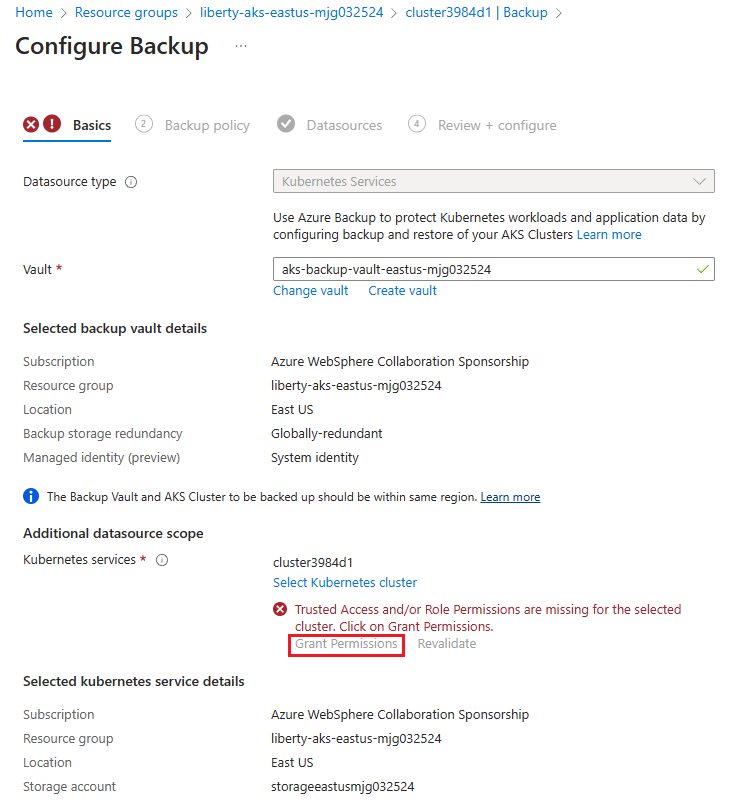 Home > Resource groups > liberty-aks-eastus-mjg032524 > cluster3984d1 | Backup >
Configure Backup ...
Basics 2 Backup policy Datasources 4 Review + configure
Datasource type Kubernetes Services
Use Azure Backup to protect Kubernetes workloads and application data by
configuring backup and restore of your AKS Clusters Learn more
Vault * aks-backup-vault-eastus-mjg032524
Change vault Create vault
Selected backup vault details
Subscription Azure WebSphere Collaboration Sponsorship
Resource group liberty-aks-eastus-mjg032524
Location East US
Backup storage redundancy Globally-redundant
Managed identity (preview) System identity
The Backup Vault and AKS Cluster to be backed up should be within same region. Learn more
Additional datasource scope
Kubernetes services * cluster3984d1
Select Kubernetes cluster
Trusted Access and/or Role Permissions are missing for the selected
cluster. Click on Grant Permissions.
Grant Permissions Revalidate
Selected kubernetes service details
Subscription Azure WebSphere Collaboration Sponsorship
Resource group liberty-aks-eastus-mjg032524
Location East US
Storage account storageeastusmjg032524